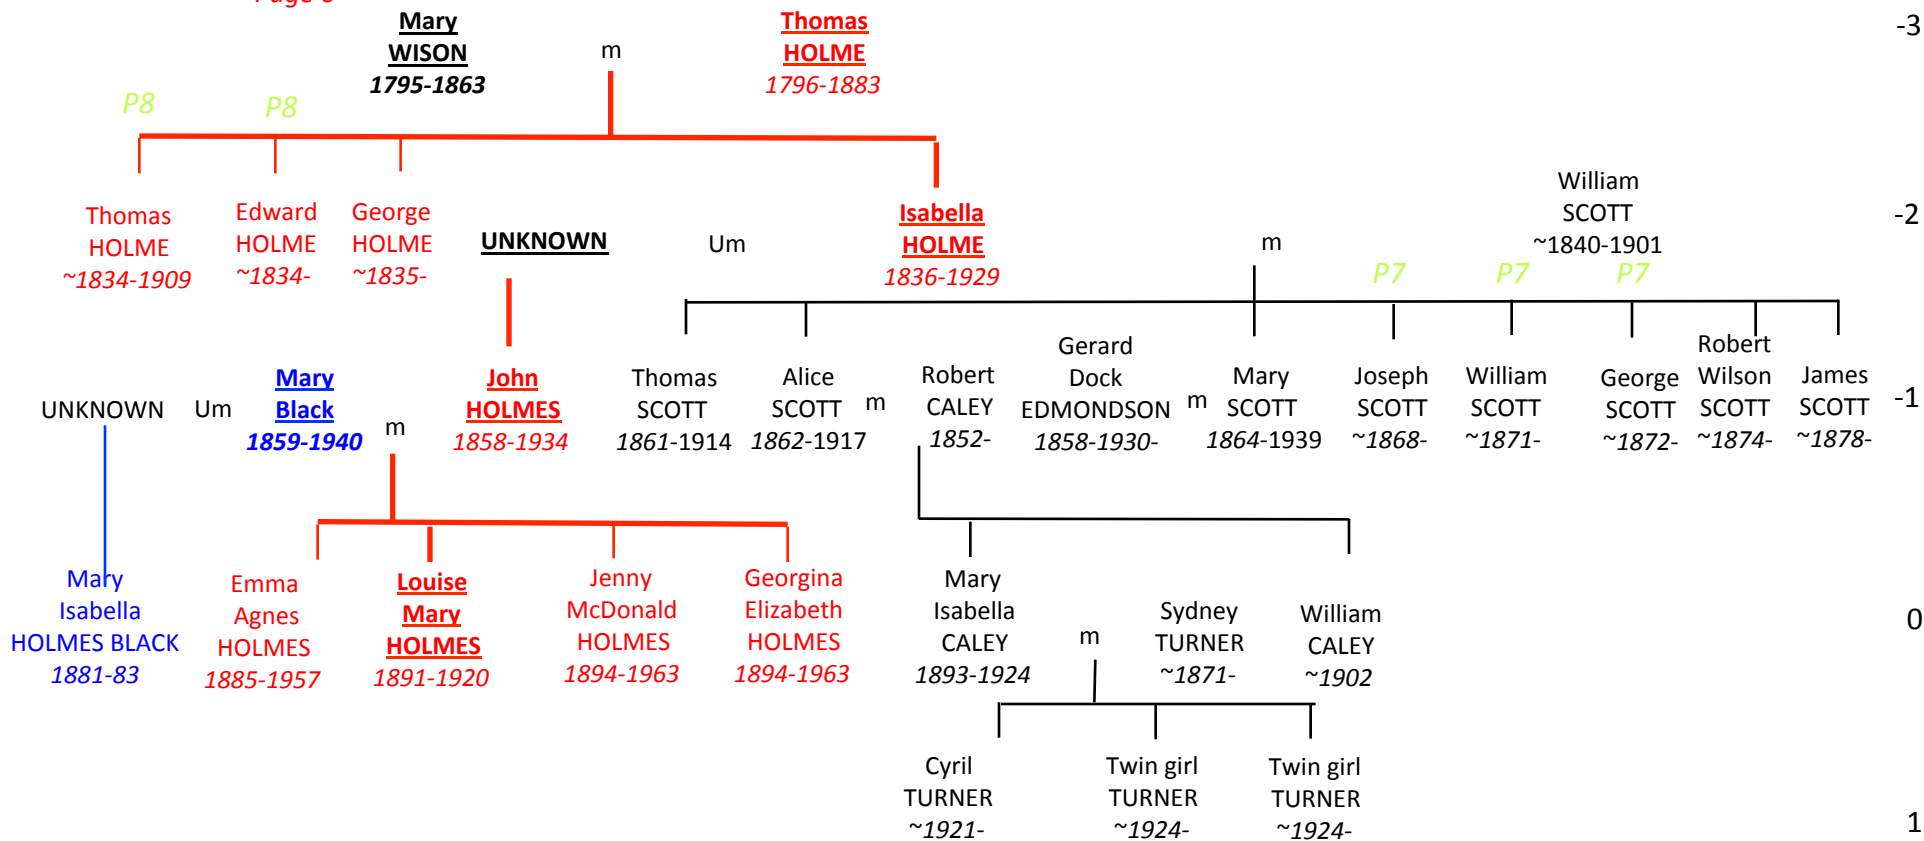 Page 6
-3
Mary
WISON
1795-1863
m
Thomas
HOLME
1796-1883
P8
P8
-2
Thomas
HOLME
~1834-1909
Edward
HOLME
~1834-
George
HOLME
~1835-
UNKNOWN
Um
Isabella
HOLME
1836-1929
m
William
SCOTT
~1840-1901
P7
P7
P7
-1
UNKNOWN
Um
Mary
Black
1859-1940
m
John
HOLMES
1858-1934
Thomas
SCOTT
1861-1914
Alice
SCOTT
1862-1917
m
Robert
CALEY
1852-
Gerard
Dock
EDMONDSON
1858-1930-
m
Mary
SCOTT
1864-1939
Joseph
SCOTT
~1868-
William
SCOTT
~1871-
George
SCOTT
~1872-
Robert
Wilson
SCOTT
~1874-
James
SCOTT
~1878-
0
Mary
Isabella
HOLMES BLACK
1881-83
Emma
Agnes
HOLMES
1885-1957
Louise
Mary
HOLMES
1891-1920
Jenny
McDonald
HOLMES
1894-1963
Georgina
Elizabeth
HOLMES
1894-1963
Mary
Isabella
CALEY
1893-1924
m
Sydney
TURNER
~1871-
William
CALEY
~1902
1
Cyril
TURNER
~1921-
Twin girl
TURNER
~1924-
Twin girl
TURNER
~1924-